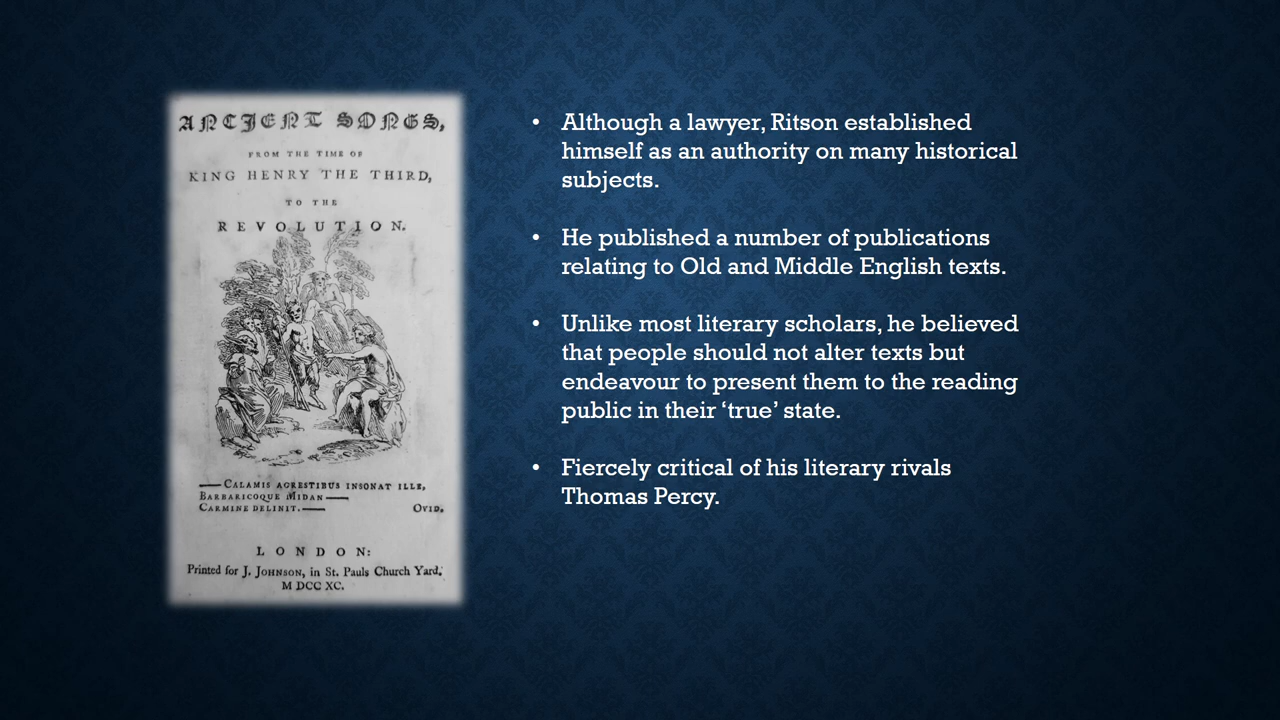 ANCIENT SONGS,
FROM THE TIME OF
KING HENRY THE THIRD,
TO THE
REVOLUTION.
—— CALAMIS AGRESTIBUS INSONAT ILLE,
BARBARICOQUE MIDAN ——
CARMINE DELINIT. —— OVID.
LONDON:
Printed for J. JOHNSON, in St. Pauls Church Yard.
M DCC XC.
• Although a lawyer, Ritson established
himself as an authority on many historical
subjects.
• He published a number of publications
relating to Old and Middle English texts.
• Unlike most literary scholars, he believed
that people should not alter texts but
endeavour to present them to the reading
public in their ‘true’ state.
• Fiercely critical of his literary rivals
Thomas Percy.